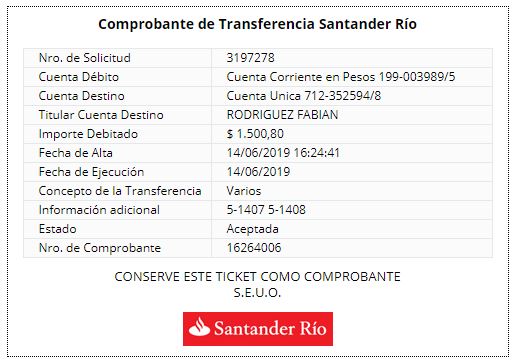 Comprobante de Transferencia Santander Río
Nro. de Solicitud 3197278
Cuenta Débito Cuenta Corriente en Pesos 199-003989/5
Cuenta Destino Cuenta Unica 712-352594/8
Titular Cuenta Destino RODRIGUEZ FABIAN
Importe Debitado $ 1.500,80
Fecha de Alta 14/06/2019 16:24:41
Fecha de Ejecución 14/06/2019
Concepto de la Transferencia Varios
Información adicional 5-1407 5-1408
Estado Aceptada
Nro. de Comprobante 16264006
CONSERVE ESTE TICKET COMO COMPROBANTE
S.E.U.O.
Santander Río